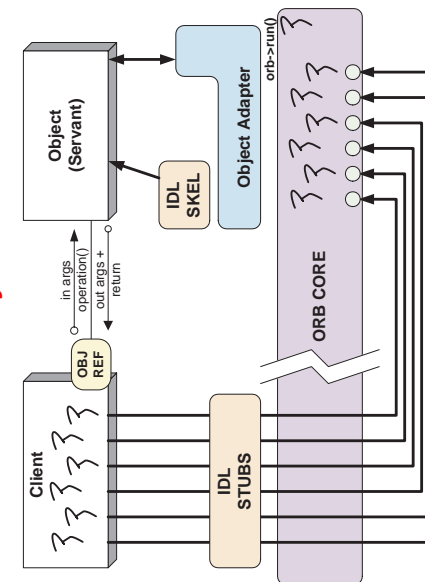 Client
OBJ
REF
in args
operation()
out args +
return
Object
(Servant)
IDL
SKEL
Object Adapter
IDL
STUBS
orb->run()
ORB CORE